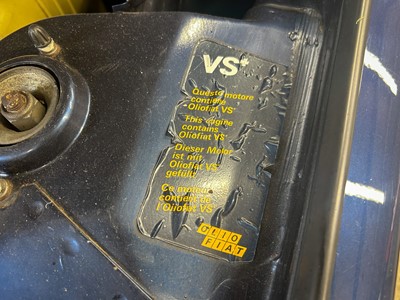 VS+
Questo motore
contiene
Oliofiat VS+
This engine
contains
Oliofiat VS+
Dieser Motor
ist mit
Oliofiat VS+
gefüllt
Ce moteur
contient de
l'Oliofiat VS+
OLIO
FIAT